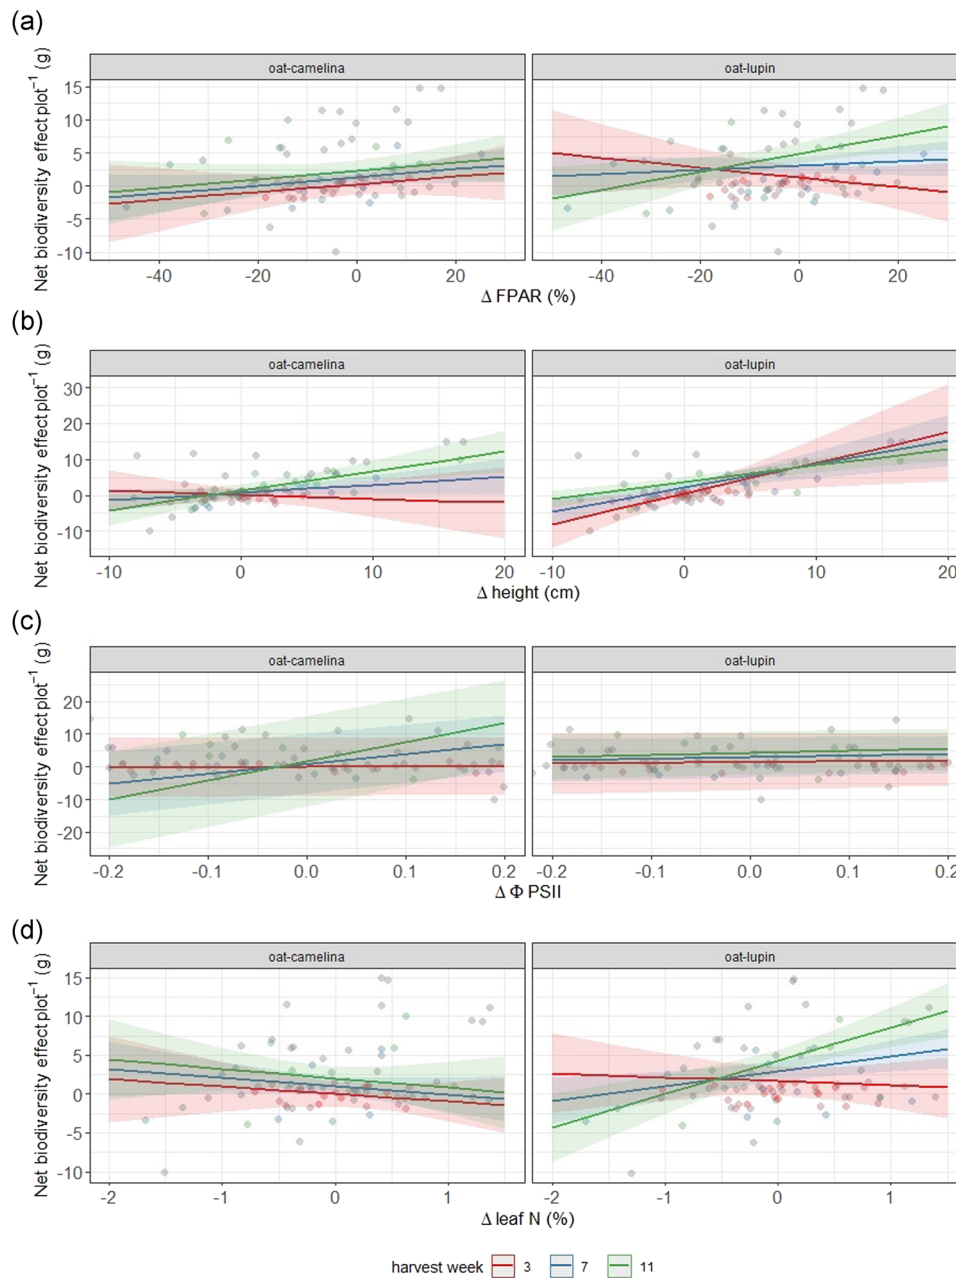 (a)
oat-camelina oat-lupin
Net biodiversity effect plot⁻¹ (g)
15
10
5
0
-5
-10
-40 -20 0 20 -40 -20 0 20
Δ FPAR (%)
(b)
oat-camelina oat-lupin
Net biodiversity effect plot⁻¹ (g)
30
20
10
0
-10
-10 0 10 20 -10 0 10 20
Δ height (cm)
(c)
oat-camelina oat-lupin
Net biodiversity effect plot⁻¹ (g)
20
10
0
-10
-20
-0.2 -0.1 0.0 0.1 0.2 -0.2 -0.1 0.0 0.1 0.2
Δ Φ PSII
(d)
oat-camelina oat-lupin
Net biodiversity effect plot⁻¹ (g)
15
10
5
0
-5
-10
-2 -1 0 1 -2 -1 0 1
Δ leaf N (%)
harvest week 3 7 11